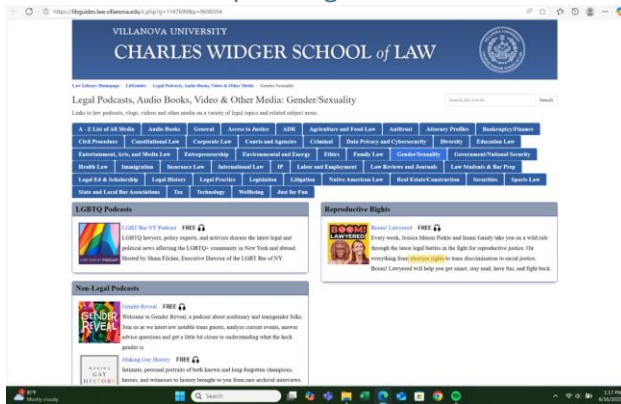 https://libguides.law.villanova.edu/c.php?g=1147690&p=9696554
VILLANOVA UNIVERSITY
CHARLES WIDGER SCHOOL of LAW
Law Library Homepage LibGuides Legal Podcasts, Audio Books, Video & Other Media Gender/Sexuality
Legal Podcasts, Audio Books, Video & Other Media: Gender/Sexuality
Search this Guide Search
Links to law podcasts, vlogs, videos and other media on a variety of legal topics and related subject areas
A - Z List of All Media Audio Books General Access to Justice ADR Agriculture and Food Law Antitrust Attorney Profiles Bankruptcy/Finance
Civil Procedure Constitutional Law Corporate Law Courts and Agencies Criminal Data Privacy and Cybersecurity Diversity Education Law
Entertainment, Arts, and Media Law Entrepreneurship Environmental and Energy Ethics Family Law Gender/Sexuality Government/National Security
Health Law Immigration Insurance Law International Law IP Labor and Employment Law Reviews and Journals Law Students & Bar Prep
Legal Ed & Scholarship Legal History Legal Practice Legislation Litigation Native American Law Real Estate/Construction Securities Sports Law
State and Local Bar Associations Tax Technology Wellbeing Just for Fun
LGBTQ Podcasts
LGBT Bar NY Podcast FREE
LGBTQ lawyers, policy experts, and activists discuss the latest legal and
political news affecting the LGBTQ+ community in New York and abroad.
Hosted by Shain Filcher, Executive Director of the LGBT Bar of NY.
Reproductive Rights
BOOM!
LAWYERED
Boom! Lawyered FREE
Every week, Jessica Mason Pieklo and Imani Gandy take you on a wild ride
through the latest legal battles in the fight for reproductive justice. On
everything from abortion rights to trans discrimination to social justice,
Boom! Lawyered will help you get smart, stay mad, have fun, and fight back.
Non-Legal Podcasts
GENDER
REVEAL
Gender Reveal FREE
Welcome to Gender Reveal, a podcast about nonbinary and transgender folks.
Join us as we interview notable trans guests, analyze current events, answer
advice questions and get a little bit closer to understanding what the heck
gender is.
MAKING
GAY
HISTORY
Making Gay History FREE
Intimate, personal portraits of both known and long-forgotten champions,
heroes, and witnesses to history brought to you from rare archival interviews.
Mostly cloudy
Search
1:17 PM